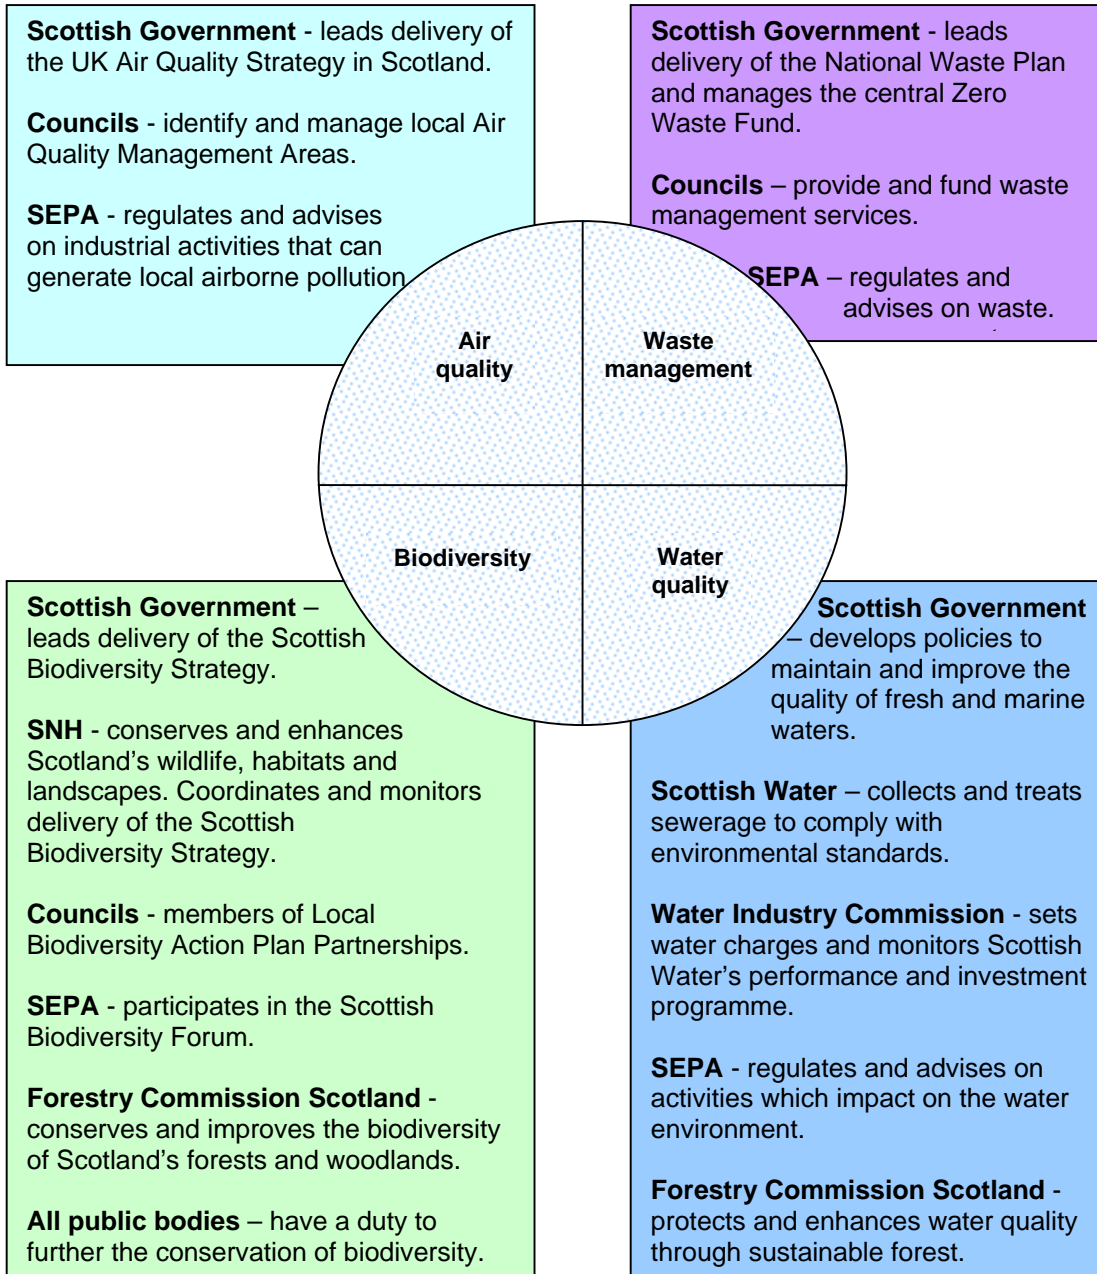 Scottish Government - leads delivery of
the UK Air Quality Strategy in Scotland.
Councils - identify and manage local Air
Quality Management Areas.
SEPA - regulates and advises
on industrial activities that can
generate local airborne pollution
Scottish Government - leads
delivery of the National Waste Plan
and manages the central Zero
Waste Fund.
Councils – provide and fund waste
management services.
SEPA – regulates and
advises on waste.
Air
quality
Waste
management
Biodiversity
Water
quality
Scottish Government –
leads delivery of the Scottish
Biodiversity Strategy.
SNH - conserves and enhances
Scotland’s wildlife, habitats and
landscapes. Coordinates and monitors
delivery of the Scottish
Biodiversity Strategy.
Councils - members of Local
Biodiversity Action Plan Partnerships.
SEPA - participates in the Scottish
Biodiversity Forum.
Forestry Commission Scotland -
conserves and improves the biodiversity
of Scotland’s forests and woodlands.
All public bodies – have a duty to
further the conservation of biodiversity.
Scottish Government
– develops policies to
maintain and improve the
quality of fresh and marine
waters.
Scottish Water – collects and treats
sewerage to comply with
environmental standards.
Water Industry Commission - sets
water charges and monitors Scottish
Water’s performance and investment
programme.
SEPA - regulates and advises on
activities which impact on the water
environment.
Forestry Commission Scotland -
protects and enhances water quality
through sustainable forest.